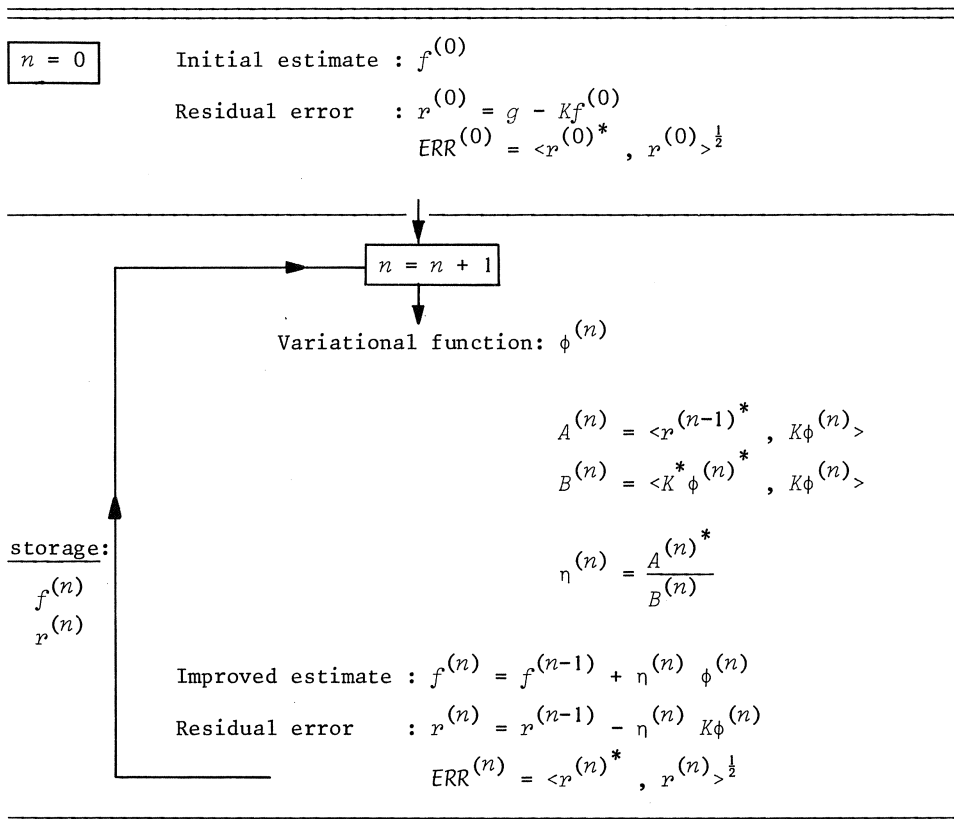 n = 0
Initial estimate : f^(0)
Residual error : r^(0) = g - Kf^(0)
ERR^(0) = <r^(0)* , r^(0)>^½
n = n + 1
Variational function: φ^(n)
A^(n) = <r^(n-1)* , Kφ^(n)>
B^(n) = <K*φ^(n)* , Kφ^(n)>
η^(n) = A^(n)* / B^(n)
storage:
f^(n)
r^(n)
Improved estimate : f^(n) = f^(n-1) + η^(n) φ^(n)
Residual error : r^(n) = r^(n-1) - η^(n) Kφ^(n)
ERR^(n) = <r^(n)* , r^(n)>^½